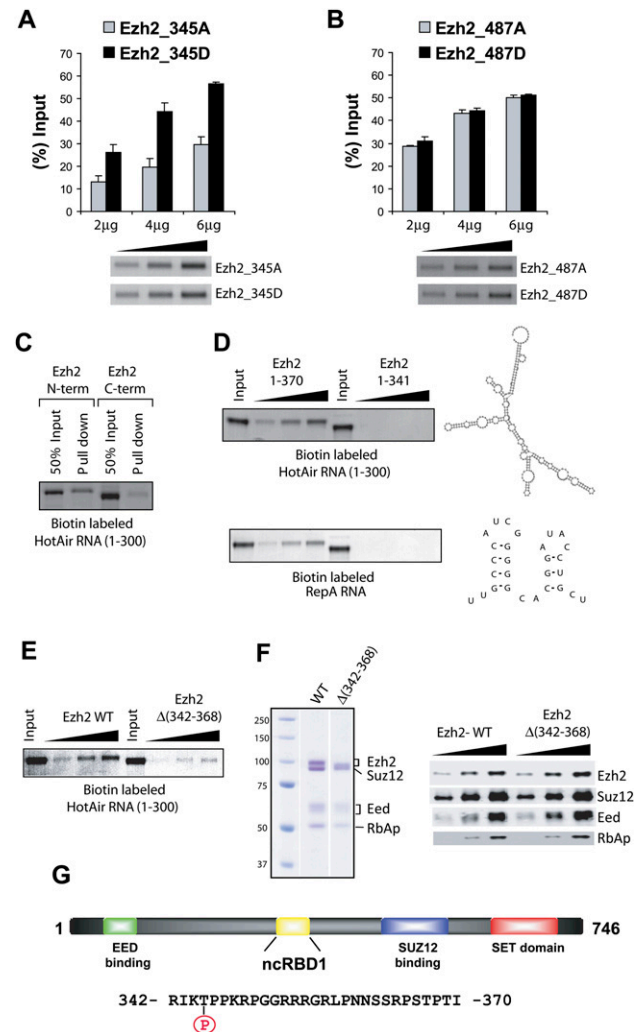 A
Ezh2_345A
Ezh2_345D
(%) Input
70
60
50
40
30
20
10
0
2μg 4μg 6μg
Ezh2_345A
Ezh2_345D
B
Ezh2_487A
Ezh2_487D
(%) Input
70
60
50
40
30
20
10
0
2μg 4μg 6μg
Ezh2_487A
Ezh2_487D
C
Ezh2 Ezh2
N-term C-term
50% Input
Pull down
50% Input
Pull down
Biotin labeled
HotAir RNA (1-300)
D
Input
Ezh2
1-370
Input
Ezh2
1-341
Biotin labeled
HotAir RNA (1-300)
Biotin labeled
RepA RNA
U C
A G U A
C G A C
C G G C
C G G U
C G G C
G C A G
U U G C A C U
E
Input
Ezh2 WT
Input
Ezh2
Δ(342-368)
Biotin labeled
HotAir RNA (1-300)
F
WT
Δ(342-368)
250
150
100
75
50
37
Ezh2
Suz12
Eed
RbAp
Ezh2- WT
Ezh2
Δ(342-368)
Ezh2
Suz12
Eed
RbAp
G
1
746
EED
binding
ncRBD1
SUZ12
binding
SET domain
342- RIKTPPKRPGGRRRGRLPNNSSRPSTPTI -370
P